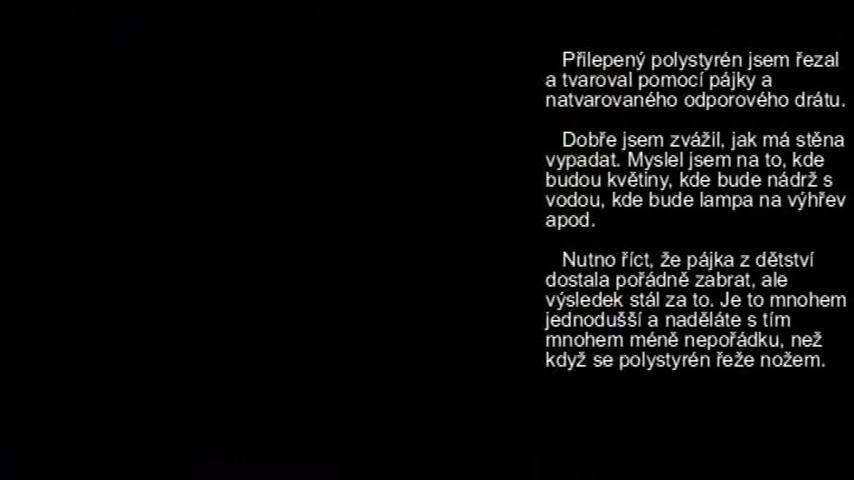 Přilepený polystyrén jsem řezal
a tvaroval pomocí pájky a
natvarovaného odporového drátu.
Dobře jsem zvážil, jak má stěna
vypadat. Myslel jsem na to, kde
budou květiny, kde bude nádrž s
vodou, kde bude lampa na výhřev
apod.
Nutno říct, že pájka z dětství
dostala pořádně zabrat, ale
výsledek stál za to. Je to mnohem
jednodušší a naděláte s tím
mnohem méně nepořádku, než
když se polystyrén řeže nožem.